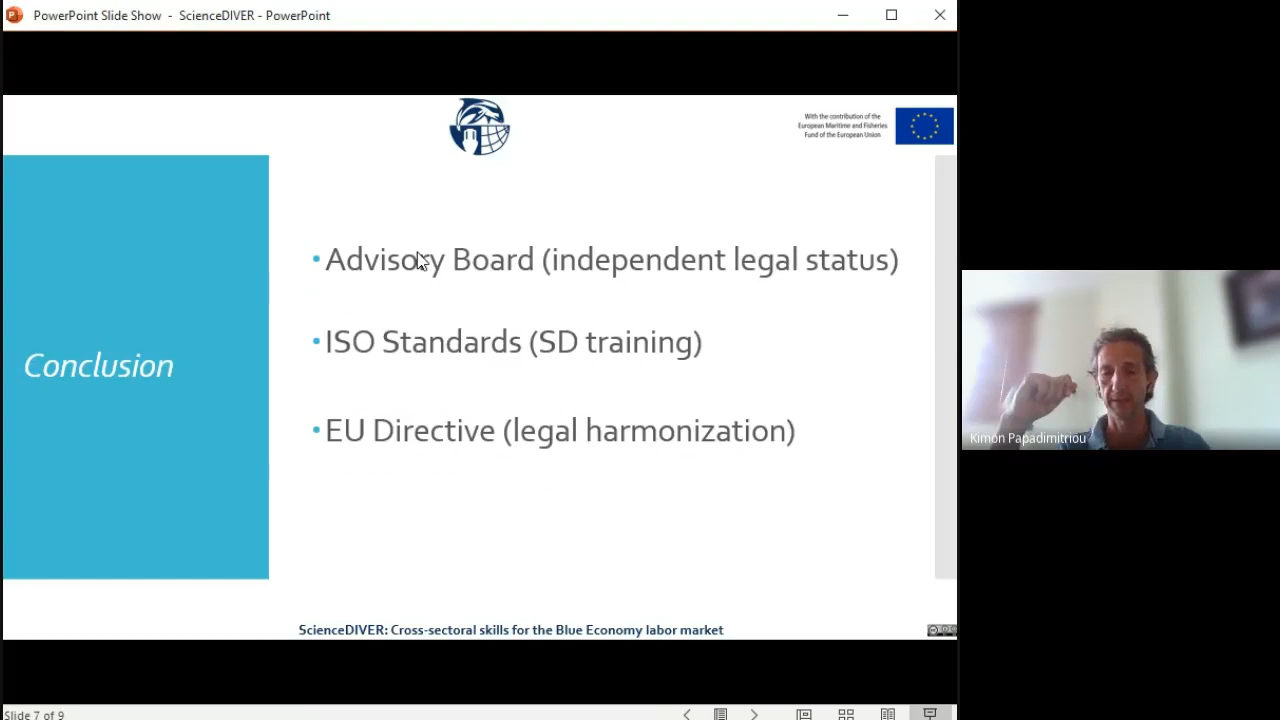 PowerPoint Slide Show - ScienceDIVER - PowerPoint
With the contribution of the
European Maritime and Fisheries
Fund of the European Union
Conclusion
• Advisory Board (independent legal status)
• ISO Standards (SD training)
• EU Directive (legal harmonization)
Kimon Papadimitriou
ScienceDIVER: Cross-sectoral skills for the Blue Economy labor market
Slide 7 of 9